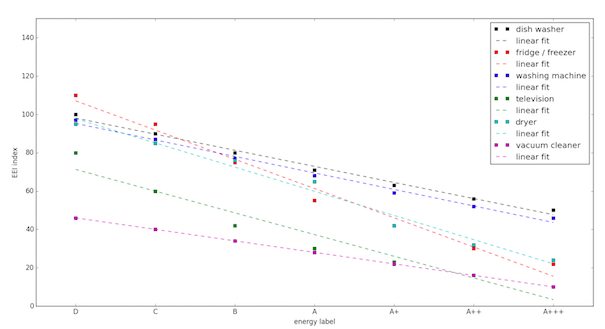 140
120
100
80
60
40
20
0
EEI index
D C B A A+ A++ A+++
energy label
dish washer
linear fit
fridge / freezer
linear fit
washing machine
linear fit
television
linear fit
dryer
linear fit
vacuum cleaner
linear fit